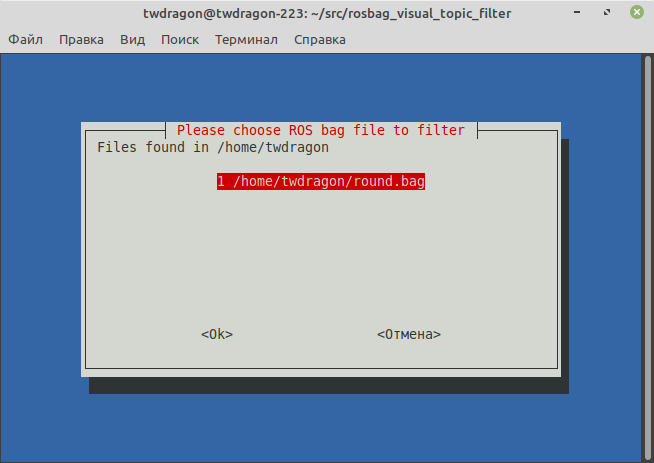 twdragon@twdragon-223: ~/src/rosbag_visual_topic_filter
Файл Правка Вид Поиск Терминал Справка
Please choose ROS bag file to filter
Files found in /home/twdragon
1 /home/twdragon/round.bag
<Ok> <Отмена>